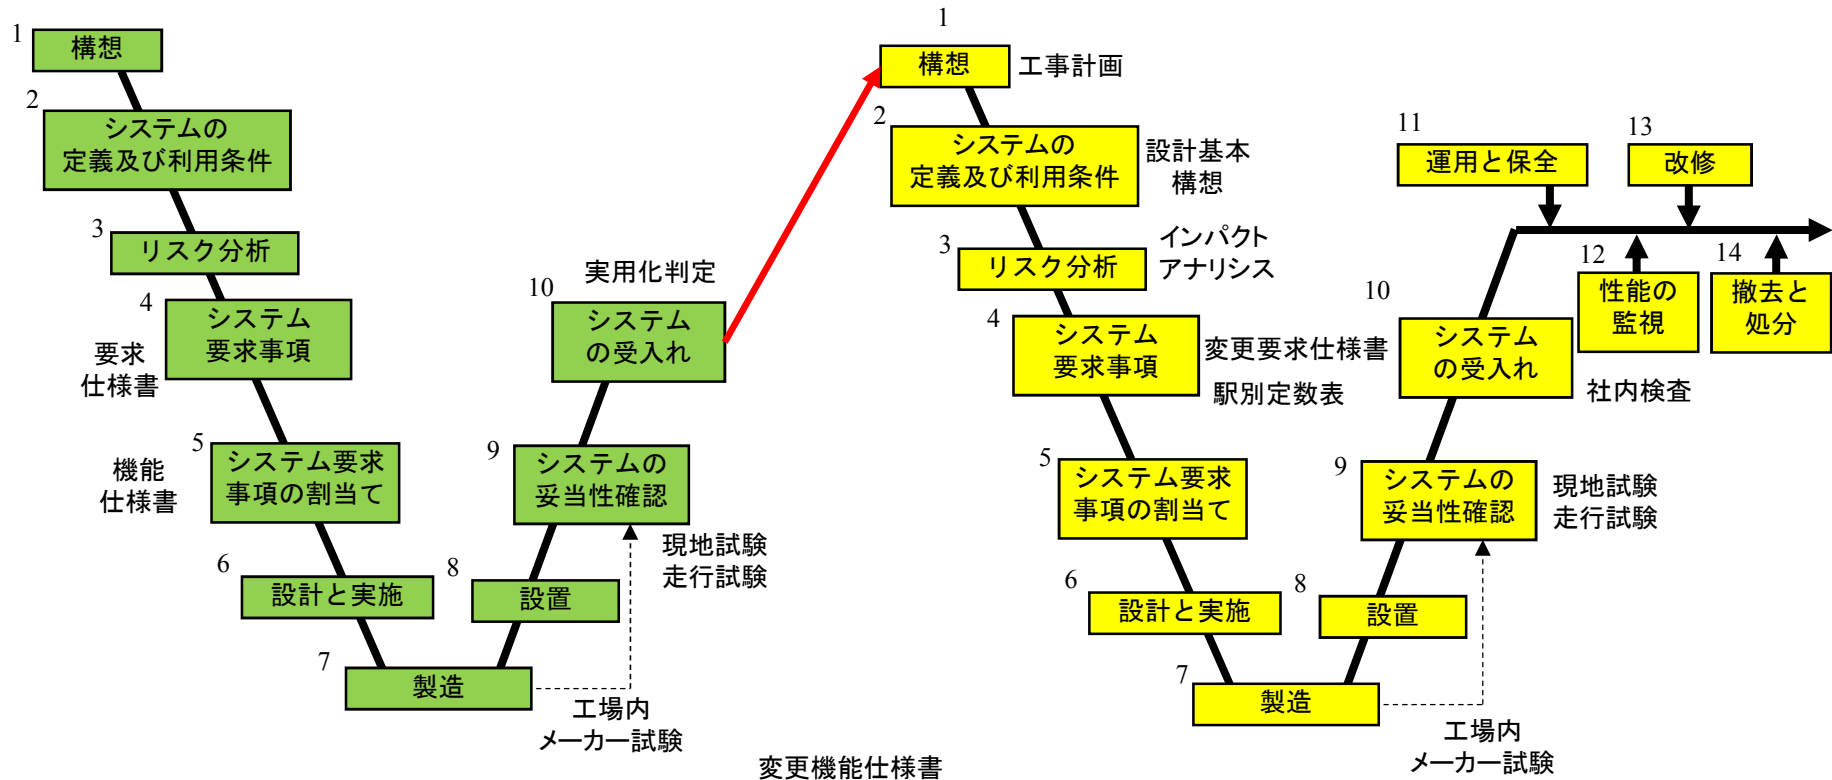 1
構想
2
システムの
定義及び利用条件
3
リスク分析
4
システム
要求事項
要求
仕様書
5
システム要求
事項の割当て
機能
仕様書
6
設計と実施
7
製造
工場内
メーカー試験
8
設置
9
システムの
妥当性確認
現地試験
走行試験
実用化判定
10
システム
の受入れ
変更機能仕様書
1
構想
工事計画
2
システムの
定義及び利用条件
設計基本
構想
3
リスク分析
インパクト
アナリシス
4
システム
要求事項
変更要求仕様書
駅別定数表
5
システム要求
事項の割当て
6
設計と実施
7
製造
工場内
メーカー試験
8
設置
9
システムの
妥当性確認
現地試験
走行試験
10
システム
の受入れ
社内検査
11
運用と保全
12
性能の
監視
13
改修
14
撤去と
処分